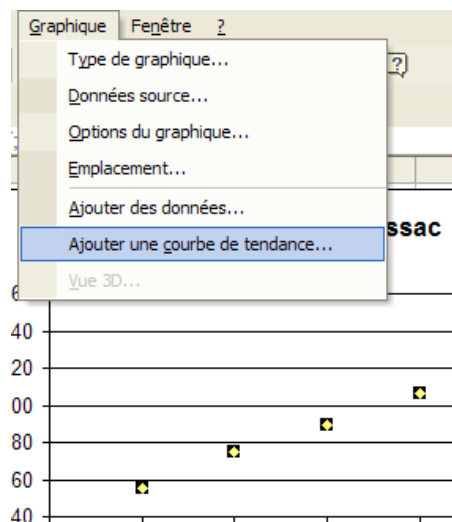 Graphique Fenêtre ?
Type de graphique...
Données source...
Options du graphique...
Emplacement...
Ajouter des données...
ssac
Ajouter une courbe de tendance...
Vue 3D...
6
40
20
00
80
60
40